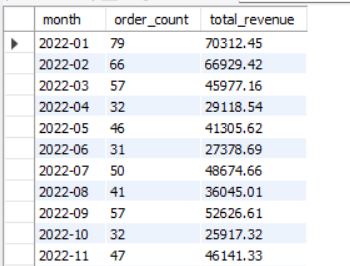 month order_count total_revenue
2022-01 79 70312.45
2022-02 66 66929.42
2022-03 57 45977.16
2022-04 32 29118.54
2022-05 46 41305.62
2022-06 31 27378.69
2022-07 50 48674.66
2022-08 41 36045.01
2022-09 57 52626.61
2022-10 32 25917.32
2022-11 47 46141.33